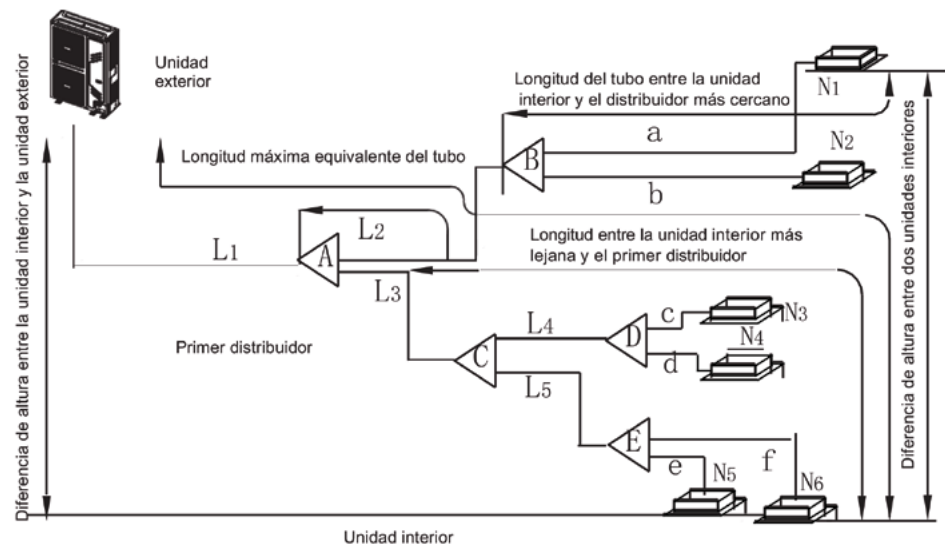 Unidad
exterior
Longitud del tubo entre la unidad
interior y el distribuidor más cercano
N1
a
N2
B
b
Longitud máxima equivalente del tubo
L2
L1
A
Longitud entre la unidad interior más
lejana y el primer distribuidor
L3
Primer distribuidor
L4
c
N3
D
N4
C
d
L5
E
e
f
N5
N6
Unidad interior
Diferencia de altura entre la unidad interior y la unidad exterior
Diferencia de altura entre dos unidades interiores